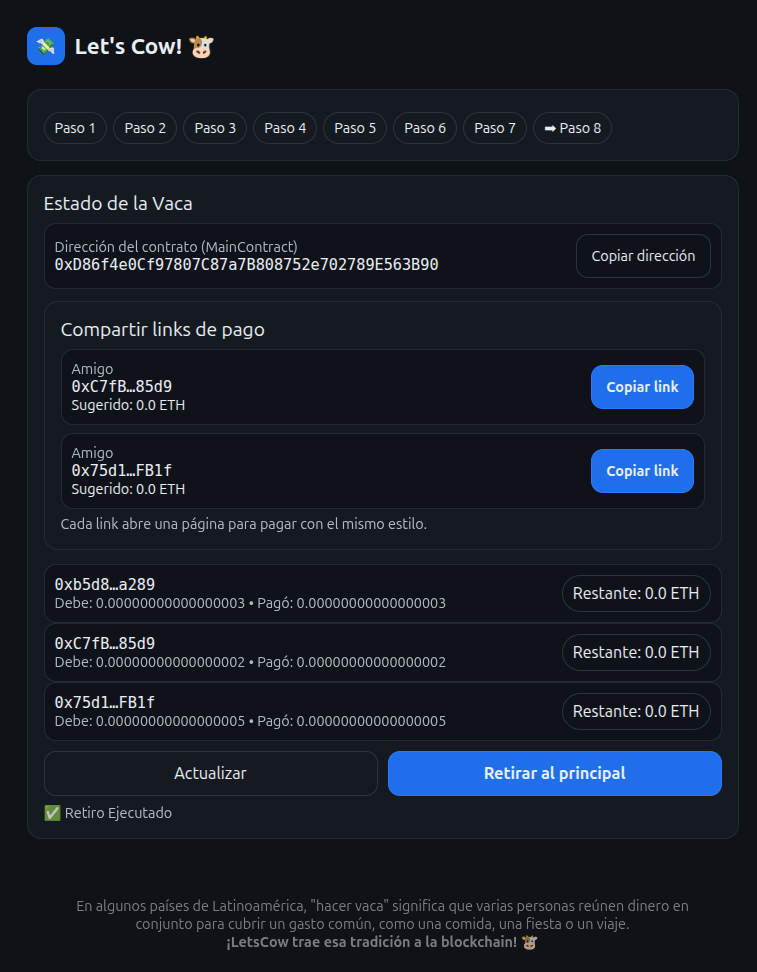 Let's Cow! 🐮
Paso 1 Paso 2 Paso 3 Paso 4 Paso 5 Paso 6 Paso 7 ➡ Paso 8
Estado de la Vaca
Dirección del contrato (MainContract)
0xD86f4e0Cf97807C87a7B808752e702789E563B90
Copiar dirección
Compartir links de pago
Amigo
0xC7fB…85d9
Sugerido: 0.0 ETH
Copiar link
Amigo
0x75d1…FB1f
Sugerido: 0.0 ETH
Copiar link
Cada link abre una página para pagar con el mismo estilo.
0xb5d8…a289
Debe: 0.00000000000000003 • Pagó: 0.00000000000000003
Restante: 0.0 ETH
0xC7fB…85d9
Debe: 0.00000000000000002 • Pagó: 0.00000000000000002
Restante: 0.0 ETH
0x75d1…FB1f
Debe: 0.00000000000000005 • Pagó: 0.00000000000000005
Restante: 0.0 ETH
Actualizar
Retirar al principal
✅ Retiro Ejecutado
En algunos países de Latinoamérica, "hacer vaca" significa que varias personas reúnen dinero en
conjunto para cubrir un gasto común, como una comida, una fiesta o un viaje.
¡LetsCow trae esa tradición a la blockchain! 🐮